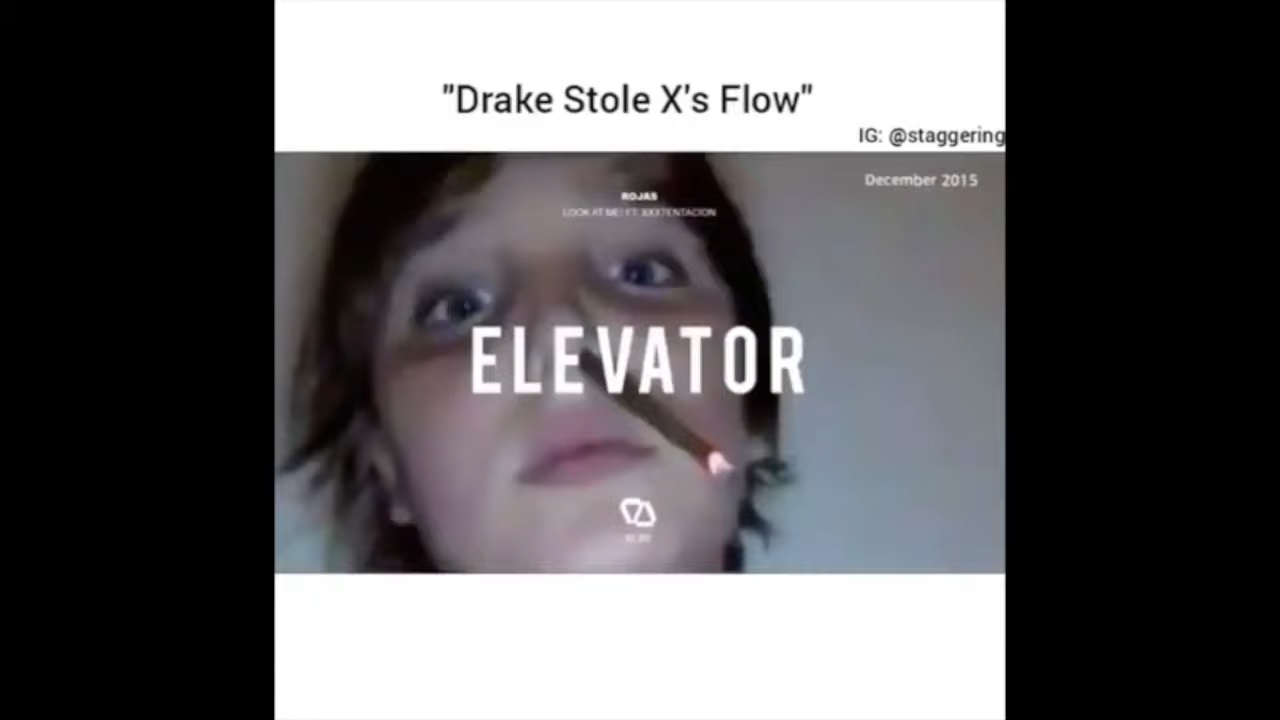 "Drake Stole X's Flow"
IG: @staggering
December 2015
ROJAS
LOOK AT ME! FT. XXXTENTACION
ELEVATOR